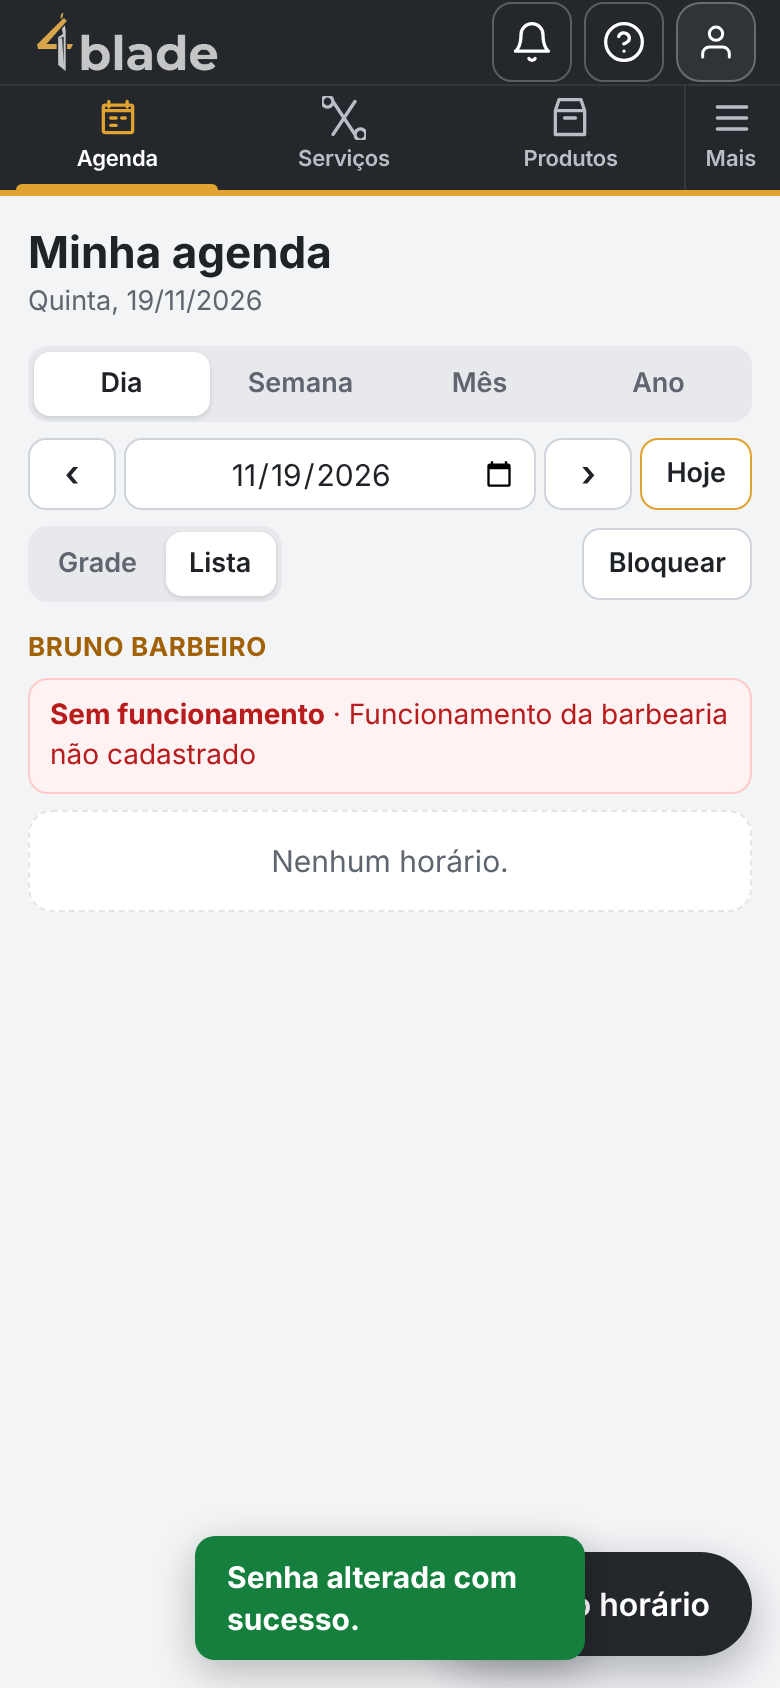 4blade
Agenda
Serviços
Produtos
Mais
Minha agenda
Quinta, 19/11/2026
Dia
Semana
Mês
Ano
‹
11/19/2026
›
Hoje
Grade
Lista
Bloquear
BRUNO BARBEIRO
Sem funcionamento · Funcionamento da barbearia
não cadastrado
Nenhum horário.
Senha alterada com
sucesso.
horário